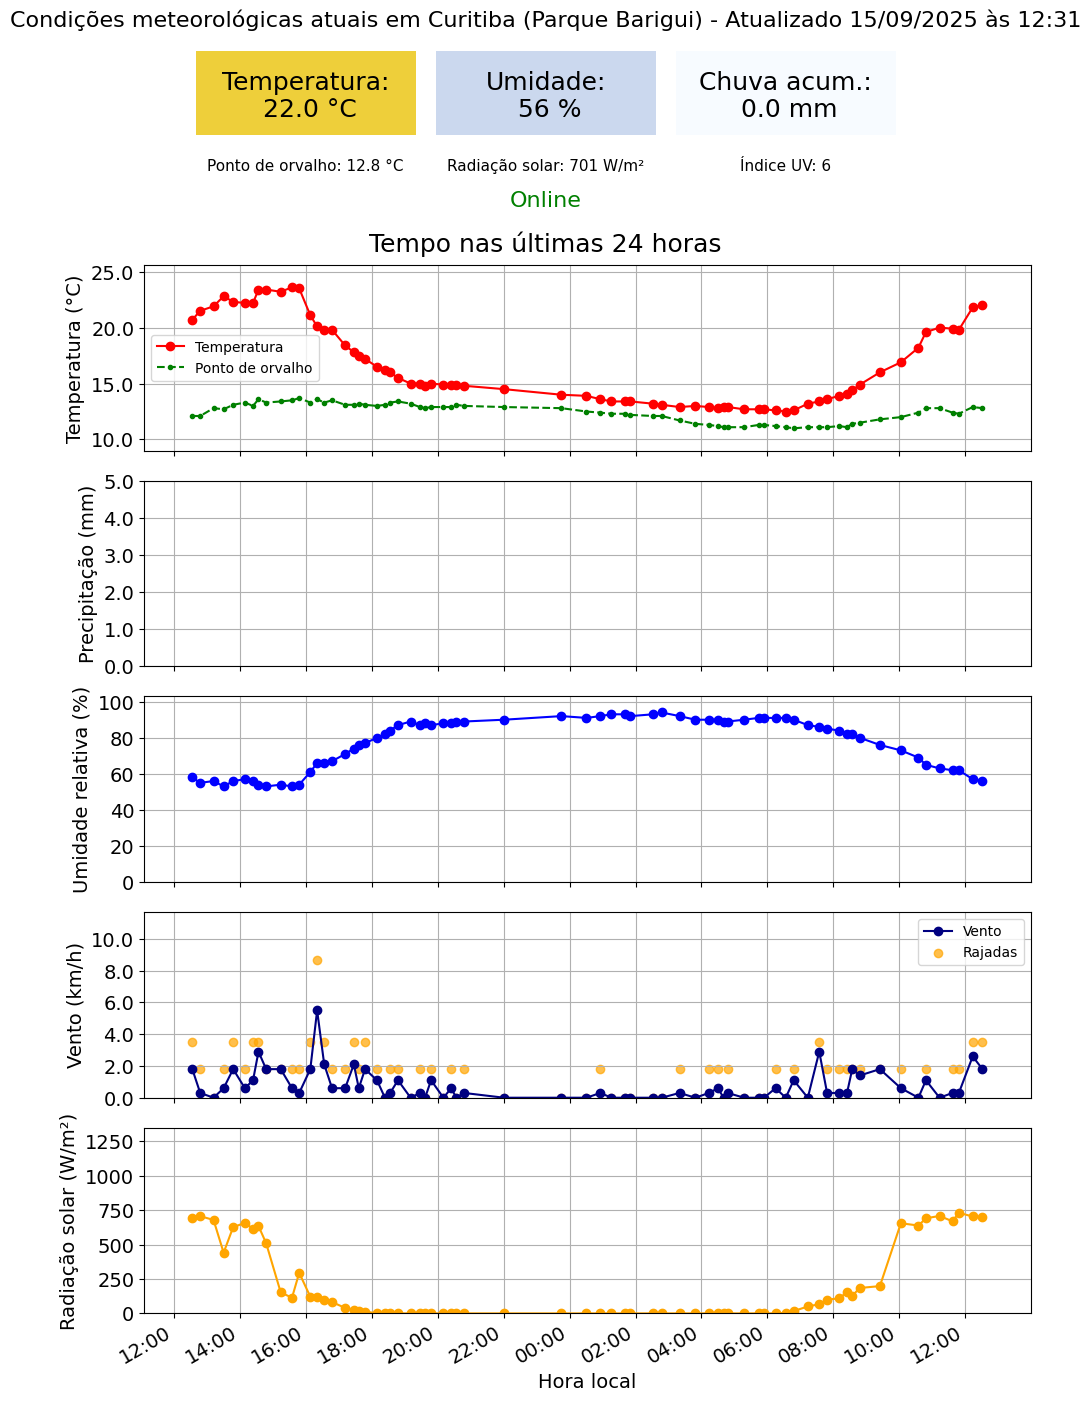 Condições meteorológicas atuais em Curitiba (Parque Barigui) - Atualizado 15/09/2025 às 12:31
Temperatura:
22.0 °C
Umidade:
56 %
Chuva acum.:
0.0 mm
Ponto de orvalho: 12.8 °C
Radiação solar: 701 W/m²
Índice UV: 6
Online
Tempo nas últimas 24 horas
Temperatura (°C)
25.0
20.0
15.0
10.0
Temperatura
Ponto de orvalho
Precipitação (mm)
5.0
4.0
3.0
2.0
1.0
0.0
Umidade relativa (%)
100
80
60
40
20
0
Vento (km/h)
10.0
8.0
6.0
4.0
2.0
0.0
Vento
Rajadas
Radiação solar (W/m²)
1250
1000
750
500
250
0
12:00
14:00
16:00
18:00
20:00
22:00
00:00
02:00
04:00
06:00
08:00
10:00
12:00
Hora local